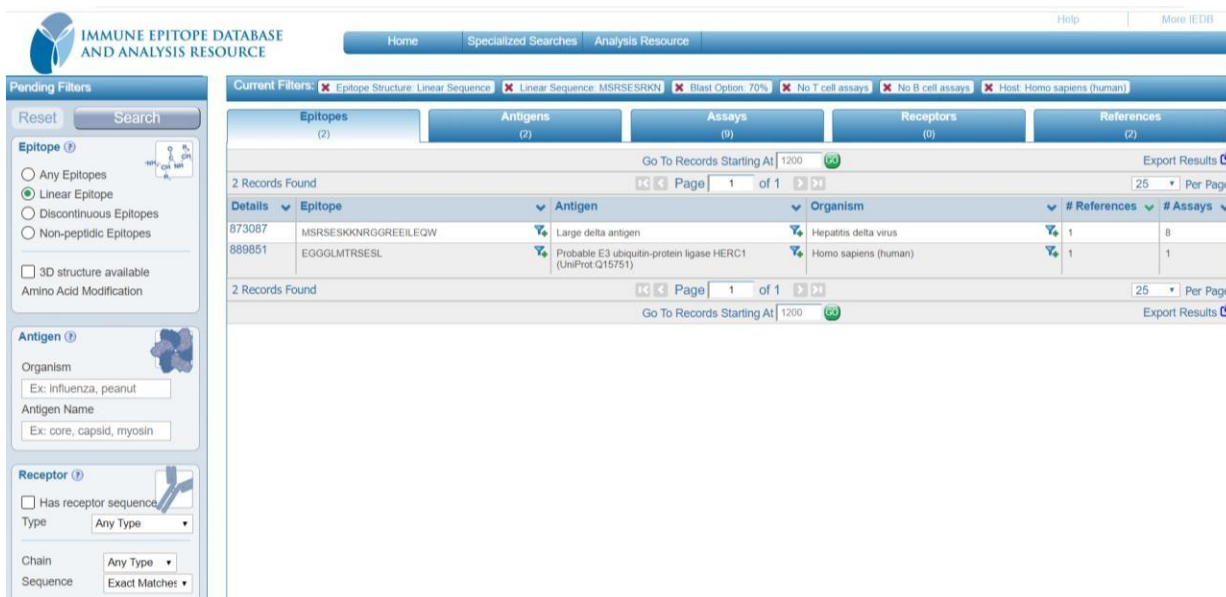 Help More IEDB
IMMUNE EPITOPE DATABASE
AND ANALYSIS RESOURCE
Home Specialized Searches Analysis Resource
Pending Filters
Current Filters: Epitope Structure: Linear Sequence Linear Sequence: MSRSESRKN Blast Option: 70% No T cell assays No B cell assays Host: Homo sapiens (human)
Reset Search
Epitopes (2) Antigens (2) Assays (9) Receptors (0) References (2)
Epitope
Any Epitopes
Linear Epitope
Discontinuous Epitopes
Non-peptidic Epitopes
3D structure available
Amino Acid Modification
Go To Records Starting At 1200 GO Export Results
2 Records Found Page 1 of 1 25 Per Page
Details Epitope Antigen Organism # References # Assays
873087 MSRSESKKNRGGREEILEQW Large delta antigen Hepatitis delta virus 1 8
889851 EGGGLMTRSESL Probable E3 ubiquitin-protein ligase HERC1 Homo sapiens (human) 1 1
(UniProt:Q15751)
2 Records Found Page 1 of 1 25 Per Page
Go To Records Starting At 1200 GO Export Results
Antigen
Organism
Ex: influenza, peanut
Antigen Name
Ex: core, capsid, myosin
Receptor
Has receptor sequence
Type Any Type
Chain Any Type
Sequence Exact Matches